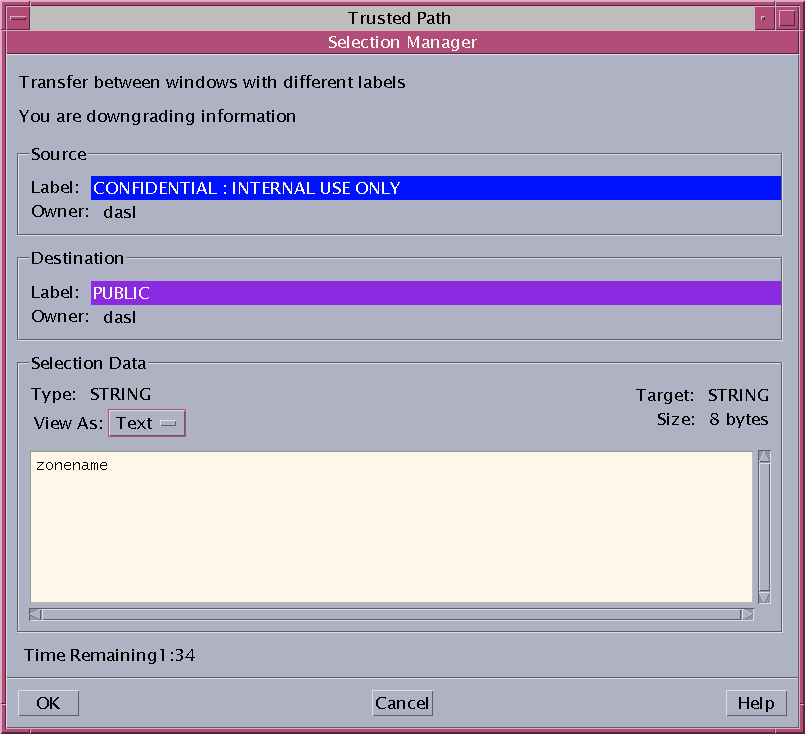 Trusted Path
Selection Manager
Transfer between windows with different labels
You are downgrading information
Source
Label: CONFIDENTIAL : INTERNAL USE ONLY
Owner: dasl
Destination
Label: PUBLIC
Owner: dasl
Selection Data
Type: STRING Target: STRING
View As: Text Size: 8 bytes
zonename
Time Remaining1:34
OK Cancel Help